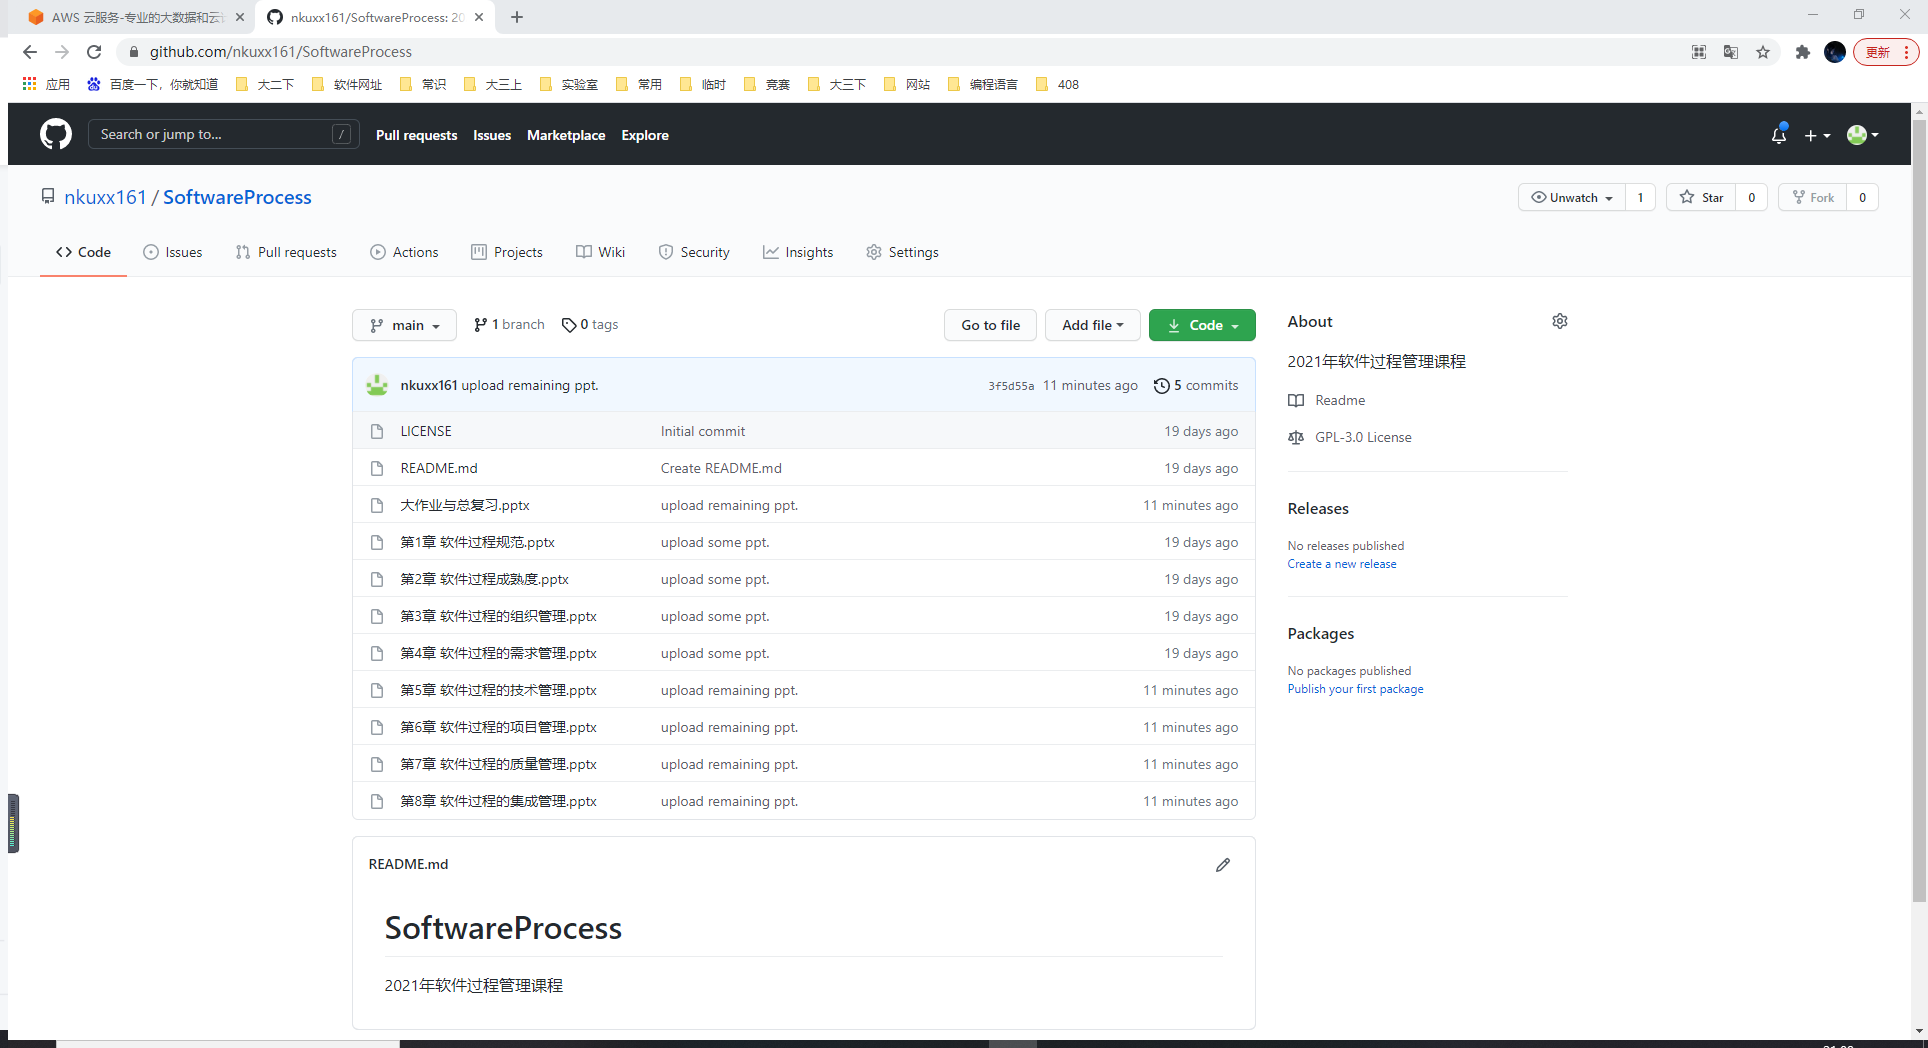 AWS 云服务-专业的大数据和云
nkuxx161/SoftwareProcess: 20
github.com/nkuxx161/SoftwareProcess
更新
应用 百度一下，你就知道 大二下 软件网址 常识 大三上 实验室 常用 临时 竞赛 大三下 网站 编程语言 408
Search or jump to... / Pull requests Issues Marketplace Explore
nkuxx161 / SoftwareProcess
Unwatch 1 Star 0 Fork 0
Code Issues Pull requests Actions Projects Wiki Security Insights Settings
main 1 branch 0 tags Go to file Add file Code
nkuxx161 upload remaining ppt. 3f5d55a 11 minutes ago 5 commits
LICENSE Initial commit 19 days ago
README.md Create README.md 19 days ago
大作业与总复习.pptx upload remaining ppt. 11 minutes ago
第1章 软件过程规范.pptx upload some ppt. 19 days ago
第2章 软件过程成熟度.pptx upload some ppt. 19 days ago
第3章 软件过程的组织管理.pptx upload some ppt. 19 days ago
第4章 软件过程的需求管理.pptx upload some ppt. 19 days ago
第5章 软件过程的技术管理.pptx upload remaining ppt. 11 minutes ago
第6章 软件过程的项目管理.pptx upload remaining ppt. 11 minutes ago
第7章 软件过程的质量管理.pptx upload remaining ppt. 11 minutes ago
第8章 软件过程的集成管理.pptx upload remaining ppt. 11 minutes ago
README.md
SoftwareProcess
2021年软件过程管理课程
About
2021年软件过程管理课程
Readme
GPL-3.0 License
Releases
No releases published
Create a new release
Packages
No packages published
Publish your first package